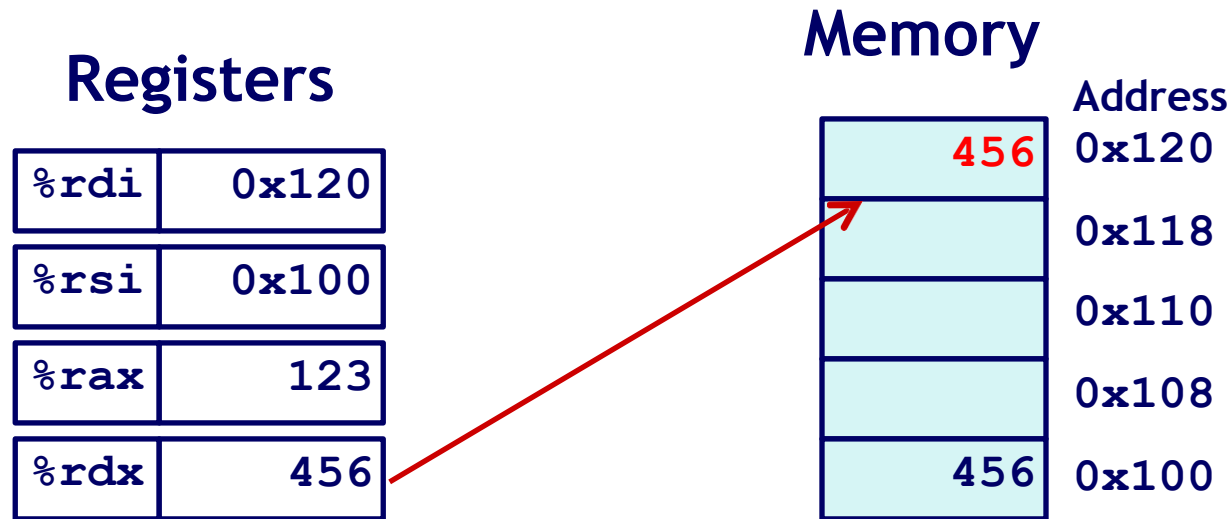 Registers
%rdi 0x120
%rsi 0x100
%rax 123
%rdx 456
Memory
Address
456 0x120
0x118
0x110
0x108
456 0x100